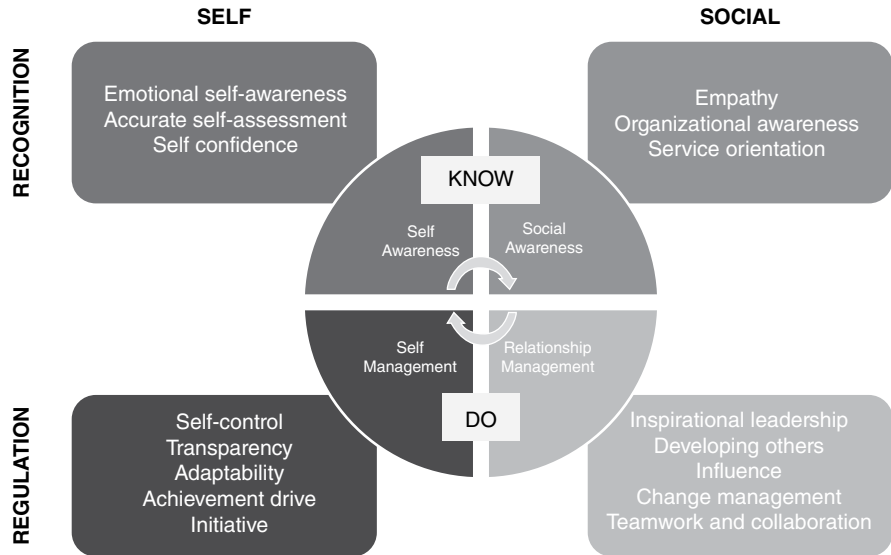 SELF
SOCIAL
RECOGNITION
Emotional self-awareness
Accurate self-assessment
Self confidence
Empathy
Organizational awareness
Service orientation
KNOW
Self
Awareness
Social
Awareness
Self
Management
Relationship
Management
DO
REGULATION
Self-control
Transparency
Adaptability
Achievement drive
Initiative
Inspirational leadership
Developing others
Influence
Change management
Teamwork and collaboration